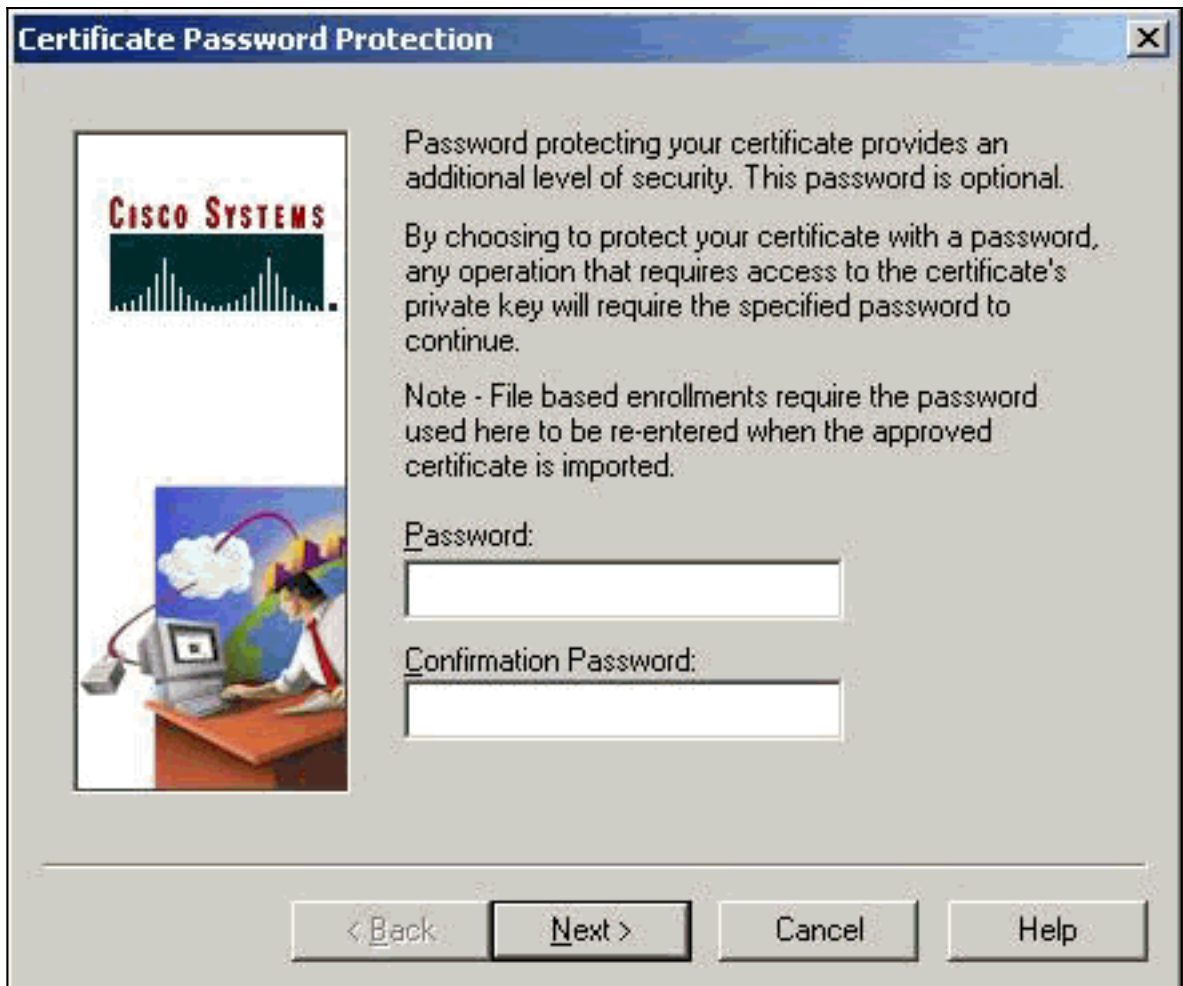 Certificate Password Protection
CISCO SYSTEMS
Password protecting your certificate provides an
additional level of security. This password is optional.
By choosing to protect your certificate with a password,
any operation that requires access to the certificate's
private key will require the specified password to
continue.
Note - File based enrollments require the password
used here to be re-entered when the approved
certificate is imported.
Password:
Confirmation Password:
< Back
Next >
Cancel
Help